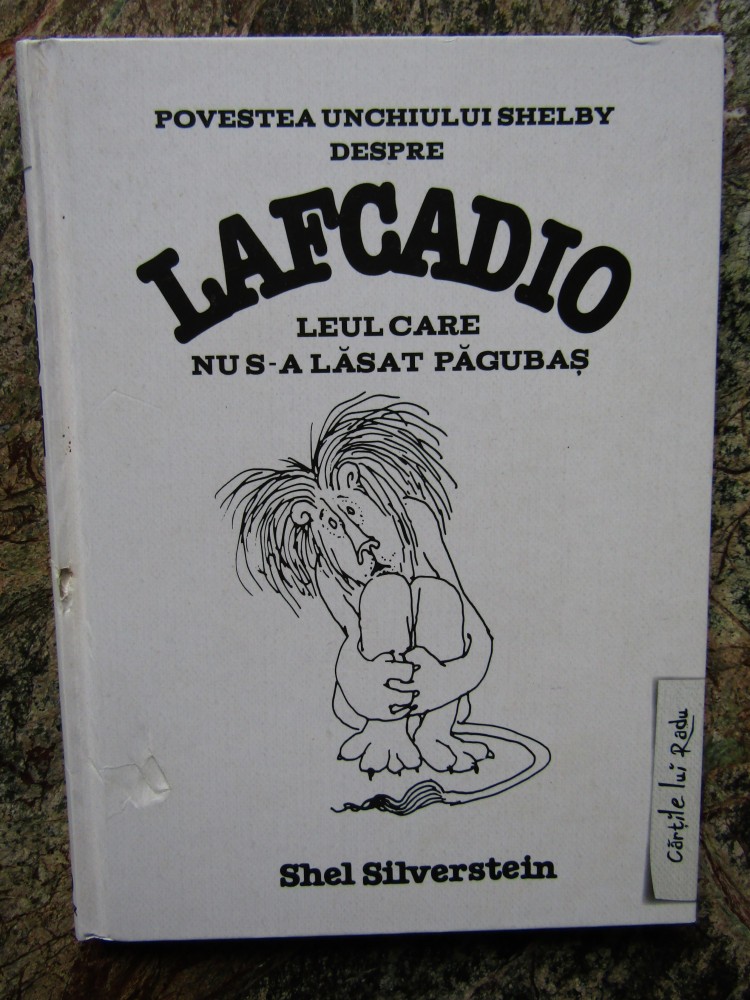 POVESTEA UNCHIULUI SHELBY
DESPRE
LAFCADIO
LEUL CARE
NU S-A LĂSAT PĂGUBAȘ
Shel Silverstein
Cărțile lui Radu